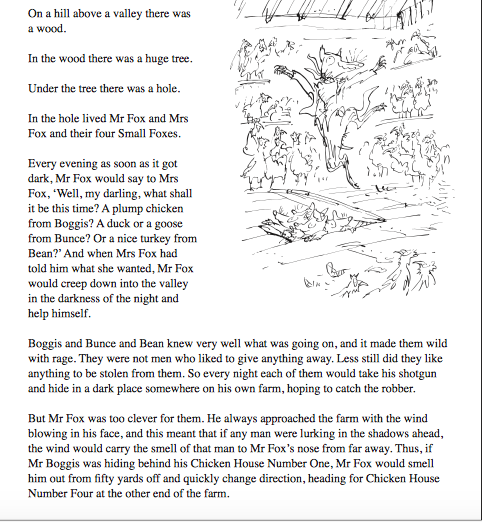 On a hill above a valley there was
a wood.
In the wood there was a huge tree.
Under the tree there was a hole.
In the hole lived Mr Fox and Mrs
Fox and their four Small Foxes.
Every evening as soon as it got
dark, Mr Fox would say to Mrs
Fox, ‘Well, my darling, what shall
it be this time? A plump chicken
from Boggis? A duck or a goose
from Bunce? Or a nice turkey from
Bean?’ And when Mrs Fox had
told him what she wanted, Mr Fox
would creep down into the valley
in the darkness of the night and
help himself.
Boggis and Bunce and Bean knew very well what was going on, and it made them wild
with rage. They were not men who liked to give anything away. Less still did they like
anything to be stolen from them. So every night each of them would take his shotgun
and hide in a dark place somewhere on his own farm, hoping to catch the robber.
But Mr Fox was too clever for them. He always approached the farm with the wind
blowing in his face, and this meant that if any man were lurking in the shadows ahead,
the wind would carry the smell of that man to Mr Fox’s nose from far away. Thus, if
Mr Boggis was hiding behind his Chicken House Number One, Mr Fox would smell
him out from fifty yards off and quickly change direction, heading for Chicken House
Number Four at the other end of the farm.